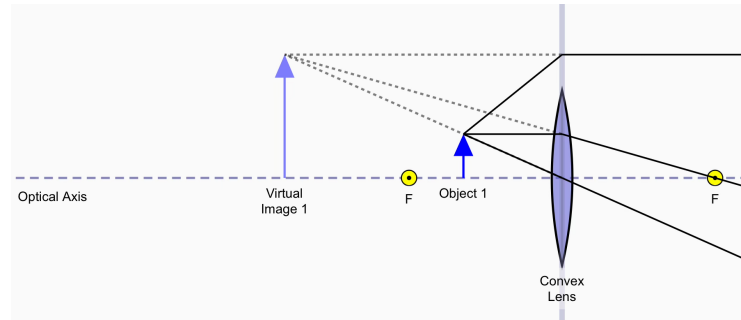 Optical Axis
Virtual
Image 1
F
Object 1
F
Convex
Lens